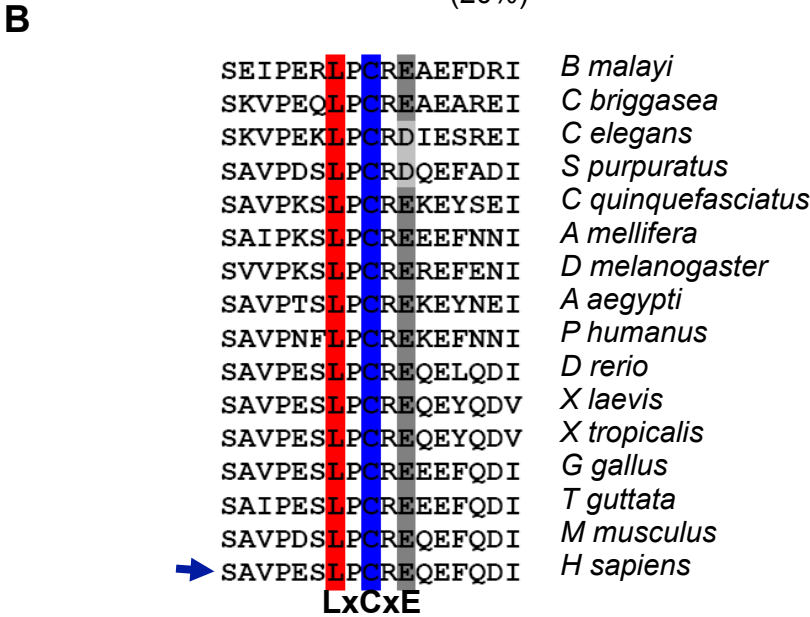 (20%)
B
SEIPERLPCREAEFDRI B malayi
SKVPEQLPCREAEAREI C briggasea
SKVPEKLPCRDIESREI C elegans
SAVPDSLPCRDQEFADI S purpuratus
SAVPKSLPCREKEYSEI C quinquefasciatus
SAIPKSLPCREEEFNNI A mellifera
SVVPKSLPCREREFENI D melanogaster
SAVPTSLPCREKEYNEI A aegypti
SAVPNFLPCREKEFNNI P humanus
SAVPESLPCREQELQDI D rerio
SAVPESLPCREQEYQDV X laevis
SAVPESLPCREQEYQDV X tropicalis
SAVPESLPCREEEFQDI G gallus
SAIPESLPCREEEFQDI T guttata
SAVPDSLPCREQEFQDI M musculus
SAVPESLPCREQEFQDI H sapiens
LxCxE